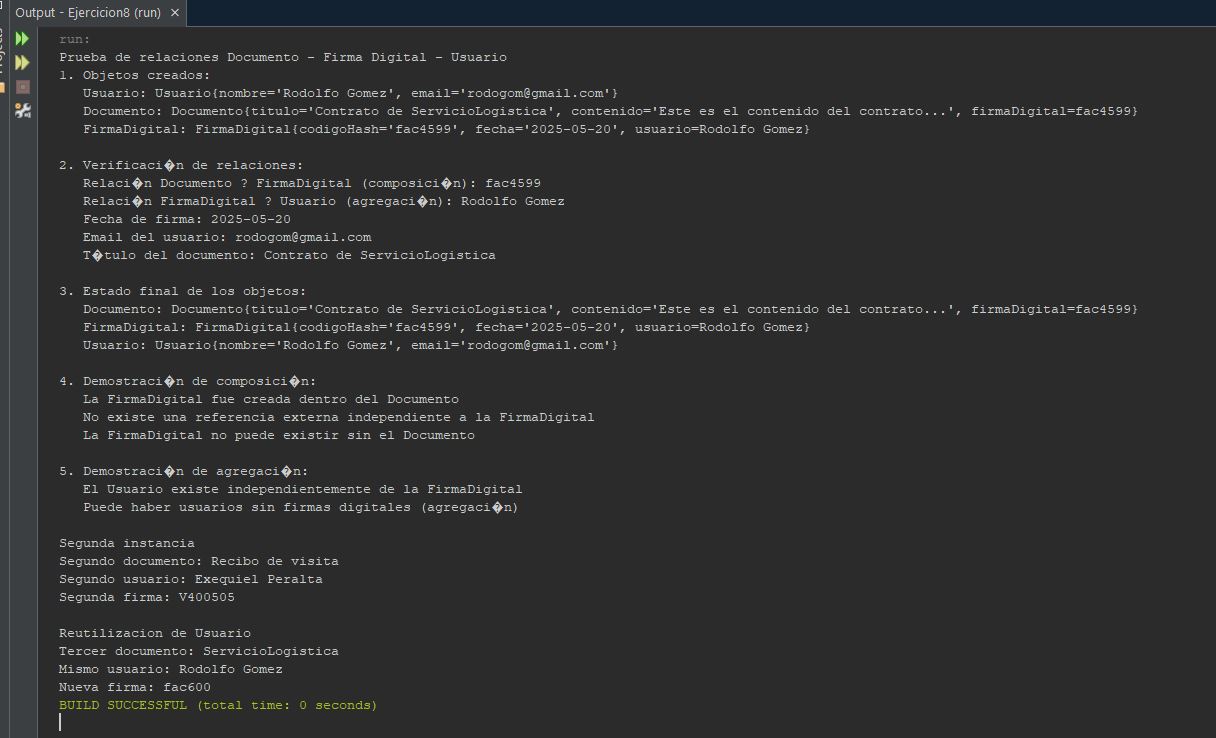 Output - Ejercicion8 (run) ×
run:
Prueba de relaciones Documento - Firma Digital - Usuario
1. Objetos creados:
   Usuario: Usuario{nombre='Rodolfo Gomez', email='rodogom@gmail.com'}
   Documento: Documento{titulo='Contrato de ServicioLogistica', contenido='Este es el contenido del contrato...', firmaDigital=fac4599}
   FirmaDigital: FirmaDigital{codigoHash='fac4599', fecha='2025-05-20', usuario=Rodolfo Gomez}

2. Verificaci�n de relaciones:
   Relaci�n Documento ? FirmaDigital (composici�n): fac4599
   Relaci�n FirmaDigital ? Usuario (agregaci�n): Rodolfo Gomez
   Fecha de firma: 2025-05-20
   Email del usuario: rodogom@gmail.com
   T�tulo del documento: Contrato de ServicioLogistica

3. Estado final de los objetos:
   Documento: Documento{titulo='Contrato de ServicioLogistica', contenido='Este es el contenido del contrato...', firmaDigital=fac4599}
   FirmaDigital: FirmaDigital{codigoHash='fac4599', fecha='2025-05-20', usuario=Rodolfo Gomez}
   Usuario: Usuario{nombre='Rodolfo Gomez', email='rodogom@gmail.com'}

4. Demostraci�n de composici�n:
   La FirmaDigital fue creada dentro del Documento
   No existe una referencia externa independiente a la FirmaDigital
   La FirmaDigital no puede existir sin el Documento

5. Demostraci�n de agregaci�n:
   El Usuario existe independientemente de la FirmaDigital
   Puede haber usuarios sin firmas digitales (agregaci�n)

Segunda instancia
Segundo documento: Recibo de visita
Segundo usuario: Exequiel Peralta
Segunda firma: V400505

Reutilizacion de Usuario
Tercer documento: ServicioLogistica
Mismo usuario: Rodolfo Gomez
Nueva firma: fac600
BUILD SUCCESSFUL (total time: 0 seconds)